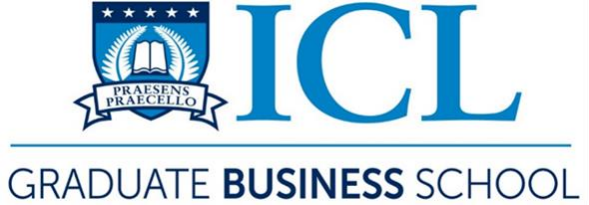 ICL
PRAESENS
PRAECELLO
GRADUATE BUSINESS SCHOOL